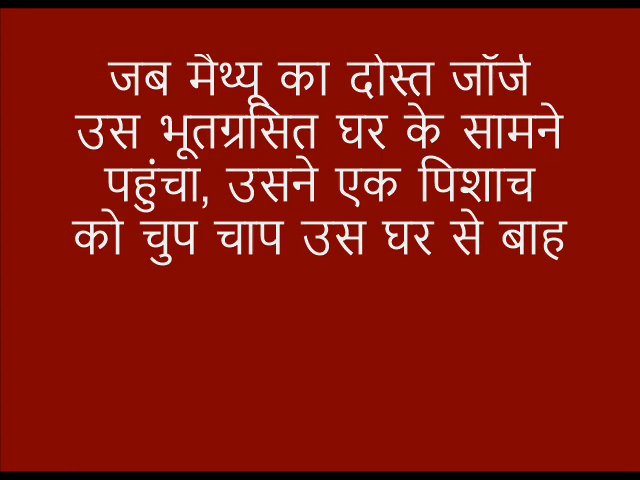 जब मैथ्यू का दोस्त जॉर्ज
उस भूतग्रसित घर के सामने
पहुंचा, उसने एक पिशाच
को चुप चाप उस घर से बाह